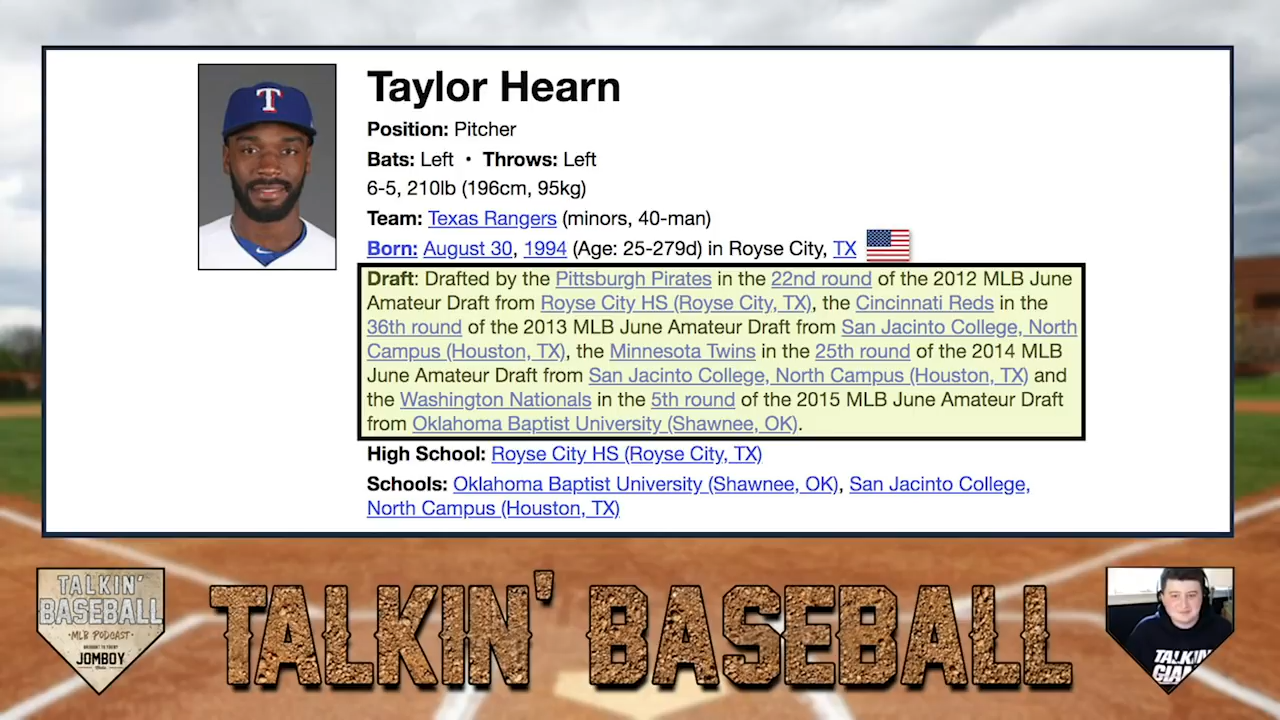 Taylor Hearn
T
Position: Pitcher
Bats: Left • Throws: Left
6-5, 210lb (196cm, 95kg)
Team: Texas Rangers (minors, 40-man)
Born: August 30, 1994 (Age: 25-279d) in Royse City, TX
Draft: Drafted by the Pittsburgh Pirates in the 22nd round of the 2012 MLB June
Amateur Draft from Royse City HS (Royse City, TX), the Cincinnati Reds in the
36th round of the 2013 MLB June Amateur Draft from San Jacinto College, North
Campus (Houston, TX), the Minnesota Twins in the 25th round of the 2014 MLB
June Amateur Draft from San Jacinto College, North Campus (Houston, TX) and
the Washington Nationals in the 5th round of the 2015 MLB June Amateur Draft
from Oklahoma Baptist University (Shawnee, OK).
High School: Royse City HS (Royse City, TX)
Schools: Oklahoma Baptist University (Shawnee, OK), San Jacinto College,
North Campus (Houston, TX)
TALKIN'
BASEBALL
•MLB PODCAST•
BROUGHT TO YOU BY
JOMBOY
TALKIN' BASEBALL
TALKIN